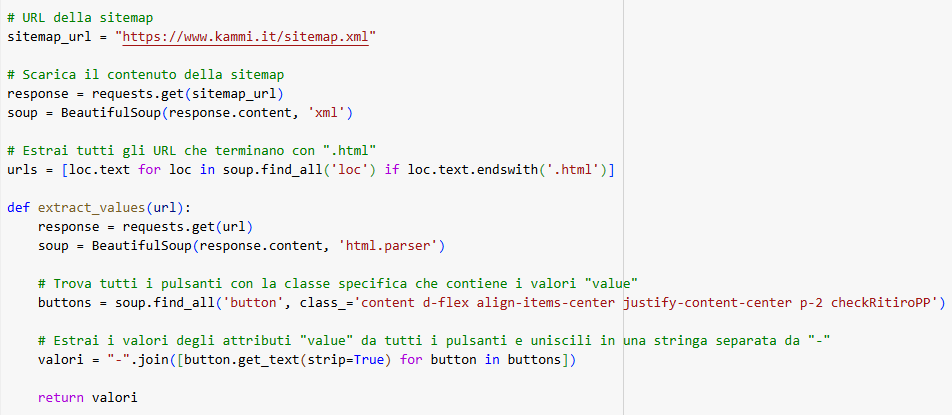 # URL della sitemap
sitemap_url = "https://www.kammi.it/sitemap.xml"
# Scarica il contenuto della sitemap
response = requests.get(sitemap_url)
soup = BeautifulSoup(response.content, 'xml')
# Estrai tutti gli URL che terminano con ".html"
urls = [loc.text for loc in soup.find_all('loc') if loc.text.endswith('.html')]
def extract_values(url):
    response = requests.get(url)
    soup = BeautifulSoup(response.content, 'html.parser')
    # Trova tutti i pulsanti con la classe specifica che contiene i valori "value"
    buttons = soup.find_all('button', class_='content d-flex align-items-center justify-content-center p-2 checkRitiroPP')
    # Estrai i valori degli attributi "value" da tutti i pulsanti e uniscili in una stringa separata da "-"
    valori = "-".join([button.get_text(strip=True) for button in buttons])
    return valori